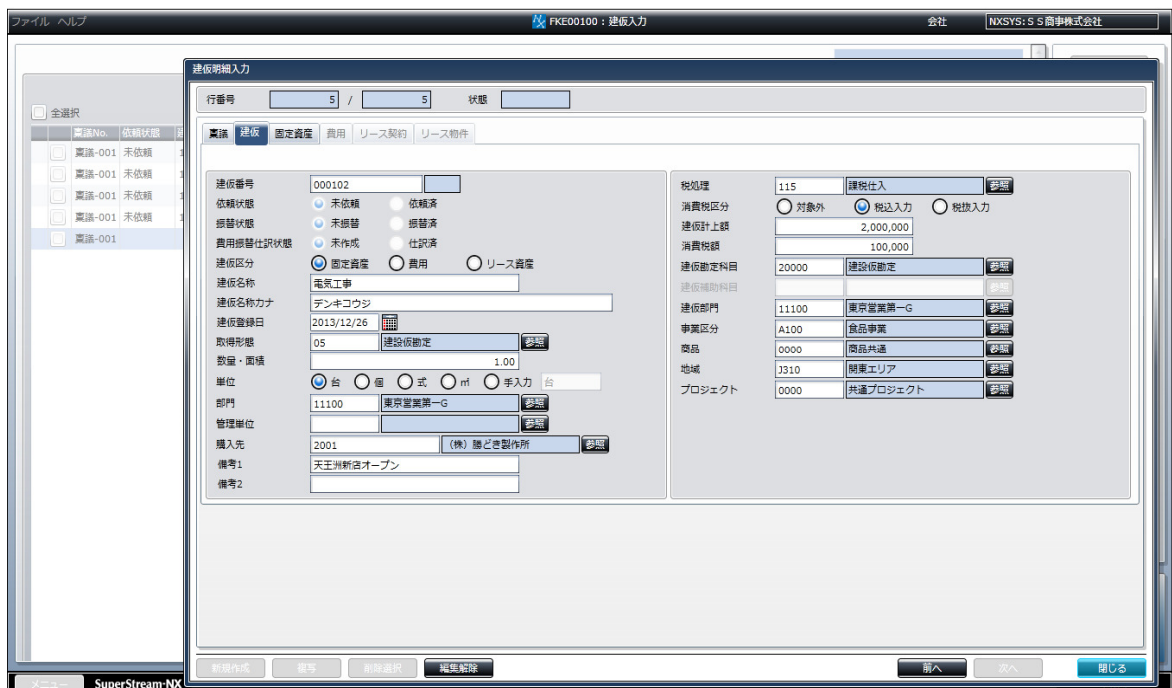 ファイル ヘルプ FKE00100：建仮入力 会社 NXSYS:ＳＳ商事株式会社
建仮明細入力
行番号 5 / 5 状態
全選択
稟議No. 依頼状態
稟議-001 未依頼 1
稟議-001 未依頼 1
稟議-001 未依頼 1
稟議-001 未依頼 1
稟議-001
稟議 建仮 固定資産 費用 リース契約 リース物件
建仮番号 000102
依頼状態 未依頼 依頼済
振替状態 未振替 振替済
費用振替仕訳状態 未作成 仕訳済
建仮区分 固定資産 費用 リース資産
建仮名称 電気工事
建仮名称カナ デンキコウジ
建仮登録日 2013/12/26
取得形態 05 建設仮勘定 参照
数量・面積 1.00
単位 台 個 式 ㎡ 手入力 台
部門 11100 東京営業第一G 参照
管理単位 参照
購入先 2001 （株）勝どき製作所 参照
備考1 天王洲新店オープン
備考2
税処理 115 課税仕入 参照
消費税区分 対象外 税込入力 税抜入力
建仮計上額 2,000,000
消費税額 100,000
建仮勘定科目 20000 建設仮勘定 参照
建仮補助科目 参照
建仮部門 11100 東京営業第一G 参照
事業区分 A100 食品事業 参照
商品 0000 商品共通 参照
地域 J310 関東エリア 参照
プロジェクト 0000 共通プロジェクト 参照
新規作成 複写 削除選択 編集解除 前へ 次へ 閉じる
メニュー SuperStream-NX